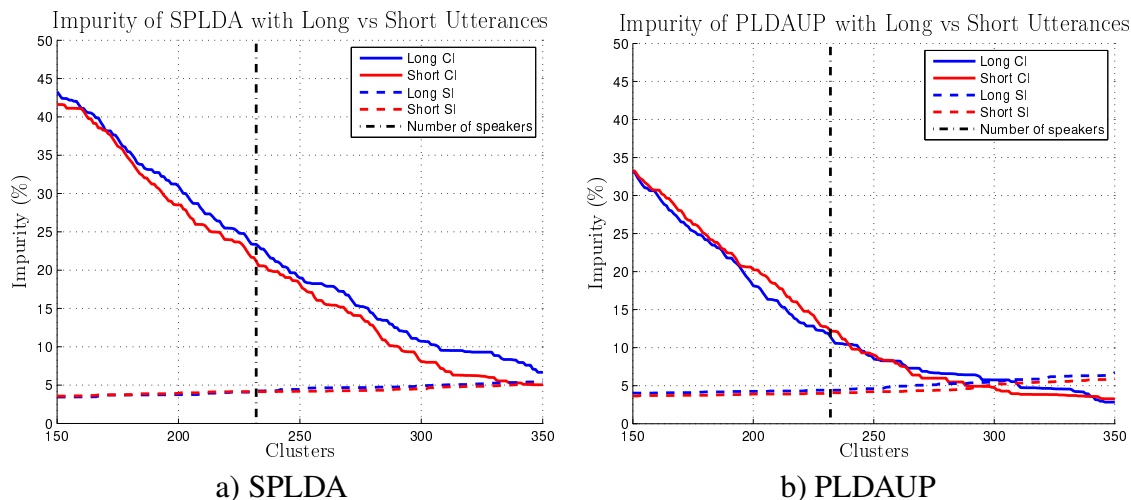 Impurity of SPLDA with Long vs Short Utterances
50
45
40
35
30
25
20
15
10
5
0
Impurity (%)
Long CI
Short CI
Long SI
Short SI
Number of speakers
150
200
250
300
350
Clusters
a) SPLDA
Impurity of PLDAUP with Long vs Short Utterances
50
45
40
35
30
25
20
15
10
5
0
Impurity (%)
Long CI
Short CI
Long SI
Short SI
Number of speakers
150
200
250
300
350
Clusters
b) PLDAUP